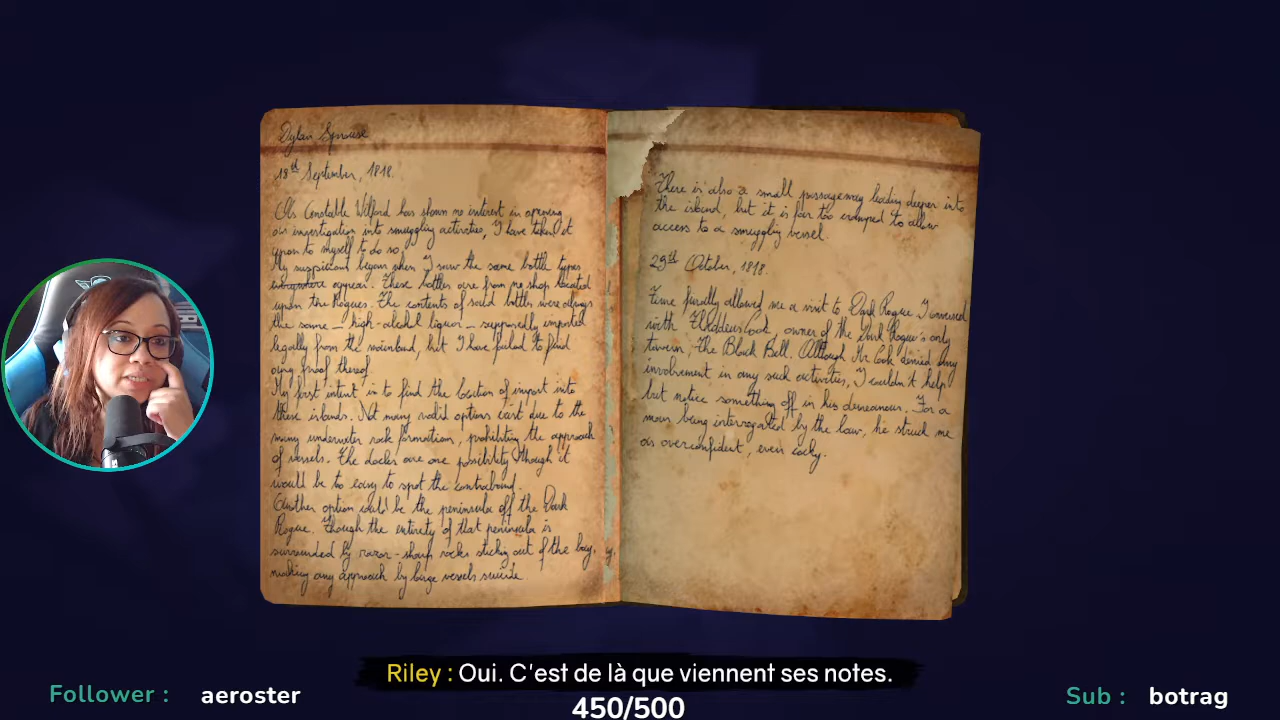 Dylan Sprouse
18th September, 1818.
As Constable Welford has shown no interest in opening
an investigation into smuggling activities, I have taken it
upon to myself to do so.
My suspicions began when I saw the same bottle types
everywhere appear. These bottles are from no shop located
upon the Rogues. The contents of said bottles were always
the same – high-alcohol liquor – supposedly imported
legally from the mainland, but I have failed to find
any proof thereof.
My first intent is to find the location of import into
these islands. Not many valid options exist due to the
many underwater rock formations, prohibiting the approach
of vessels. The docks are one possibility though it
would be to easy to spot the contraband.
Another option could be the peninsula off the Dark
Rogue. Though the entirety of that peninsula is
surrounded by razor-sharp rocks sticking out of the bay,
making any approach by large vessels suicide.
There is also a small passageway leading deeper into
the island, but it is far too cramped to allow
access to a smuggling vessel.
29th October, 1818.
Time finally allowed me a visit to Dark Rogue. I conversed
with Thaddeus Cook, owner of the Dark Rogue's only
tavern, The Black Bell. Although Mr Cook denied any
involvement in any such activities, I couldn't help
but notice something off in his demeanour. For a
man being interrogated by the law, he struck me
as overconfident, even cocky.
Riley : Oui. C'est de là que viennent ses notes.
Follower : aeroster
450/500
Sub : botrag